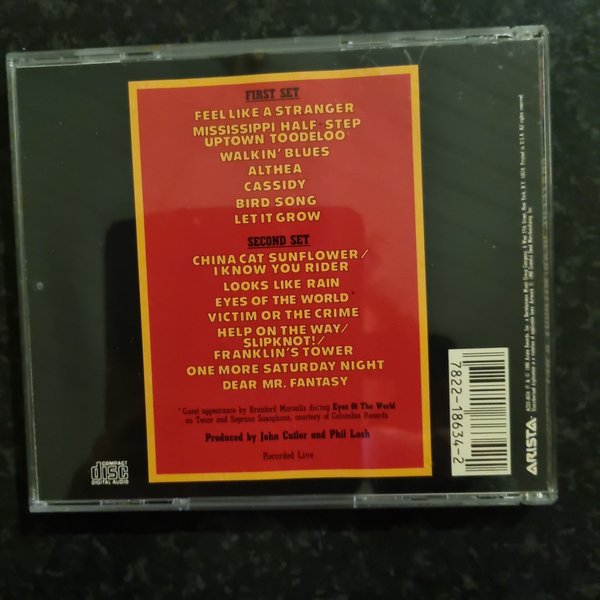 FIRST SET
FEEL LIKE A STRANGER
MISSISSIPPI HALF-STEP
UPTOWN TOODELOO
WALKIN' BLUES
ALTHEA
CASSIDY
BIRD SONG
LET IT GROW
SECOND SET
CHINA CAT SUNFLOWER/
I KNOW YOU RIDER
LOOKS LIKE RAIN
EYES OF THE WORLD*
VICTIM OR THE CRIME
HELP ON THE WAY/
SLIPKNOT!/
FRANKLIN'S TOWER
ONE MORE SATURDAY NIGHT
DEAR MR. FANTASY
*Guest appearance by Branford Marsalis during Eyes Of The World
on Tenor and Soprano Saxophone, courtesy of Columbia Records
Produced by John Cutler and Phil Lesh
Recorded Live
COMPACT
disc
DIGITAL AUDIO
7822-18634-2
ARISTA